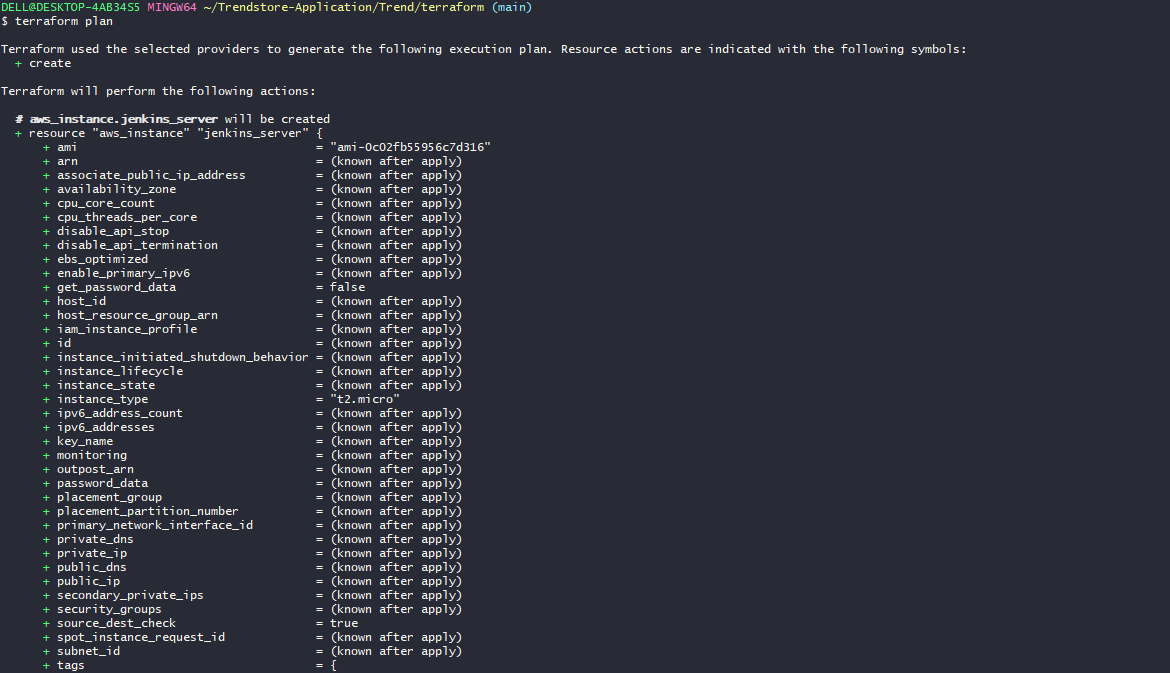 DELL@DESKTOP-4AB34S5 MINGW64 ~/Trendstore-Application/Trend/terraform (main)
$ terraform plan
Terraform used the selected providers to generate the following execution plan. Resource actions are indicated with the following symbols:
+ create
Terraform will perform the following actions:
# aws_instance.jenkins_server will be created
+ resource "aws_instance" "jenkins_server" {
+ ami = "ami-0c02fb55956c7d316"
+ arn = (known after apply)
+ associate_public_ip_address = (known after apply)
+ availability_zone = (known after apply)
+ cpu_core_count = (known after apply)
+ cpu_threads_per_core = (known after apply)
+ disable_api_stop = (known after apply)
+ disable_api_termination = (known after apply)
+ ebs_optimized = (known after apply)
+ enable_primary_ipv6 = (known after apply)
+ get_password_data = false
+ host_id = (known after apply)
+ host_resource_group_arn = (known after apply)
+ iam_instance_profile = (known after apply)
+ id = (known after apply)
+ instance_initiated_shutdown_behavior = (known after apply)
+ instance_lifecycle = (known after apply)
+ instance_state = (known after apply)
+ instance_type = "t2.micro"
+ ipv6_address_count = (known after apply)
+ ipv6_addresses = (known after apply)
+ key_name = (known after apply)
+ monitoring = (known after apply)
+ outpost_arn = (known after apply)
+ password_data = (known after apply)
+ placement_group = (known after apply)
+ placement_partition_number = (known after apply)
+ primary_network_interface_id = (known after apply)
+ private_dns = (known after apply)
+ private_ip = (known after apply)
+ public_dns = (known after apply)
+ public_ip = (known after apply)
+ secondary_private_ips = (known after apply)
+ security_groups = (known after apply)
+ source_dest_check = true
+ spot_instance_request_id = (known after apply)
+ subnet_id = (known after apply)
+ tags = {